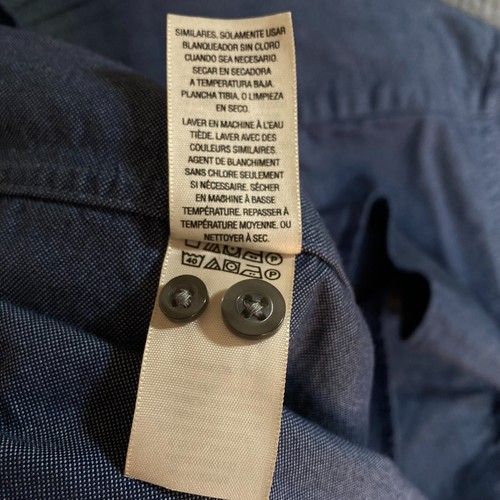 SIMILARES. SOLAMENTE USAR
BLANQUEADOR SIN CLORO
CUANDO SEA NECESARIO.
SECAR EN SECADORA
A TEMPERATURA BAJA.
PLANCHA TIBIA, O LIMPIEZA
EN SECO.
LAVER EN MACHINE À L'EAU
TIÈDE. LAVER AVEC DES
COULEURS SIMILAIRES.
AGENT DE BLANCHIMENT
SANS CHLORE SEULEMENT
SI NÉCESSAIRE. SÉCHER
EN MACHINE À BASSE
TEMPÉRATURE. REPASSER À
TEMPÉRATURE MOYENNE, OU
NETTOYER À SEC.
P
40 P